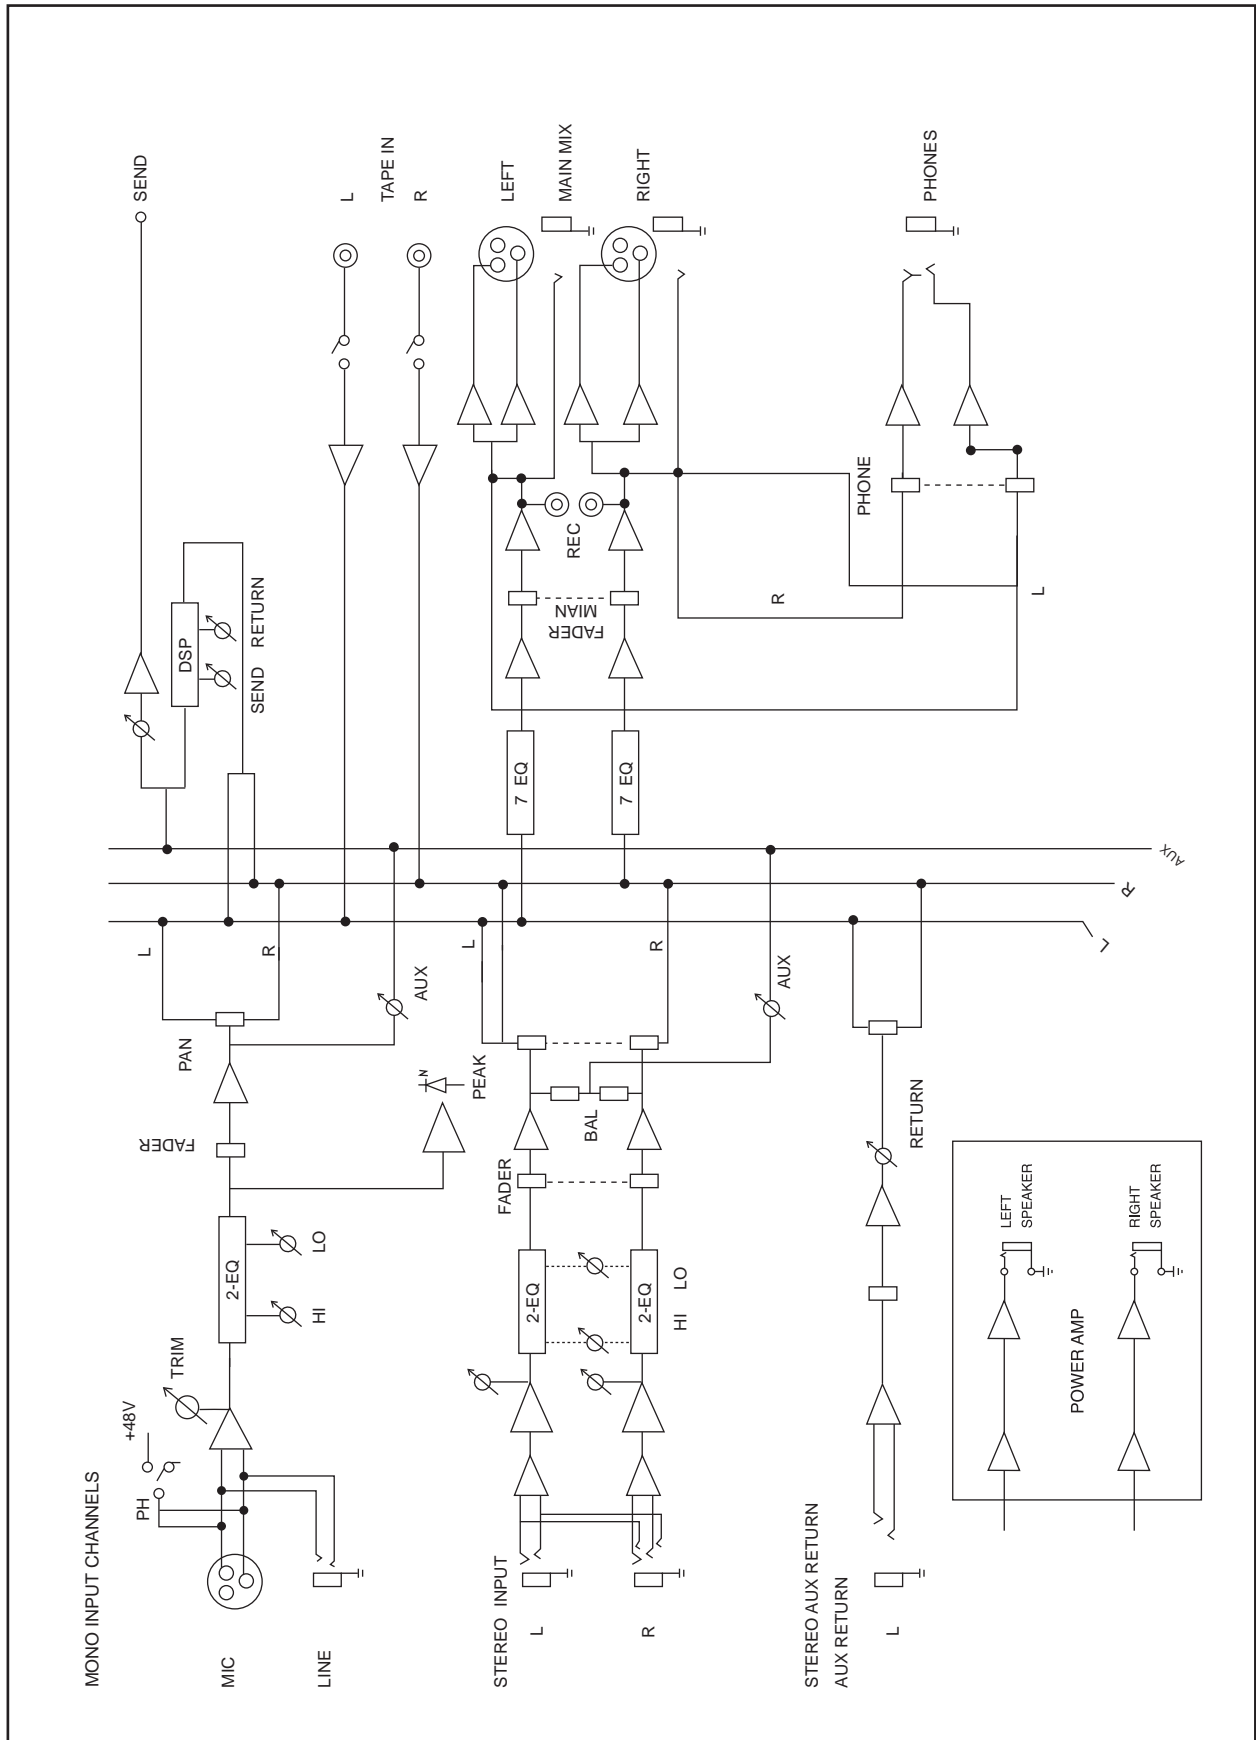 MONO INPUT CHANNELS
MIC
LINE
PH
+48V
TRIM
2-EQ
HI
LO
FADER
PEAK
PAN
L
R
AUX
SEND
DSP
SEND
RETURN
L
TAPE IN
R
STEREO INPUT
L
R
2-EQ
2-EQ
HI
LO
FADER
BAL
L
R
AUX
7 EQ
7 EQ
FADER
MIAN
REC
LEFT
MAIN MIX
RIGHT
R
L
PHONE
PHONES
L
R
AUX
STEREO AUX RETURN
AUX RETURN
L
RETURN
POWER AMP
LEFT
SPEAKER
RIGHT
SPEAKER
N